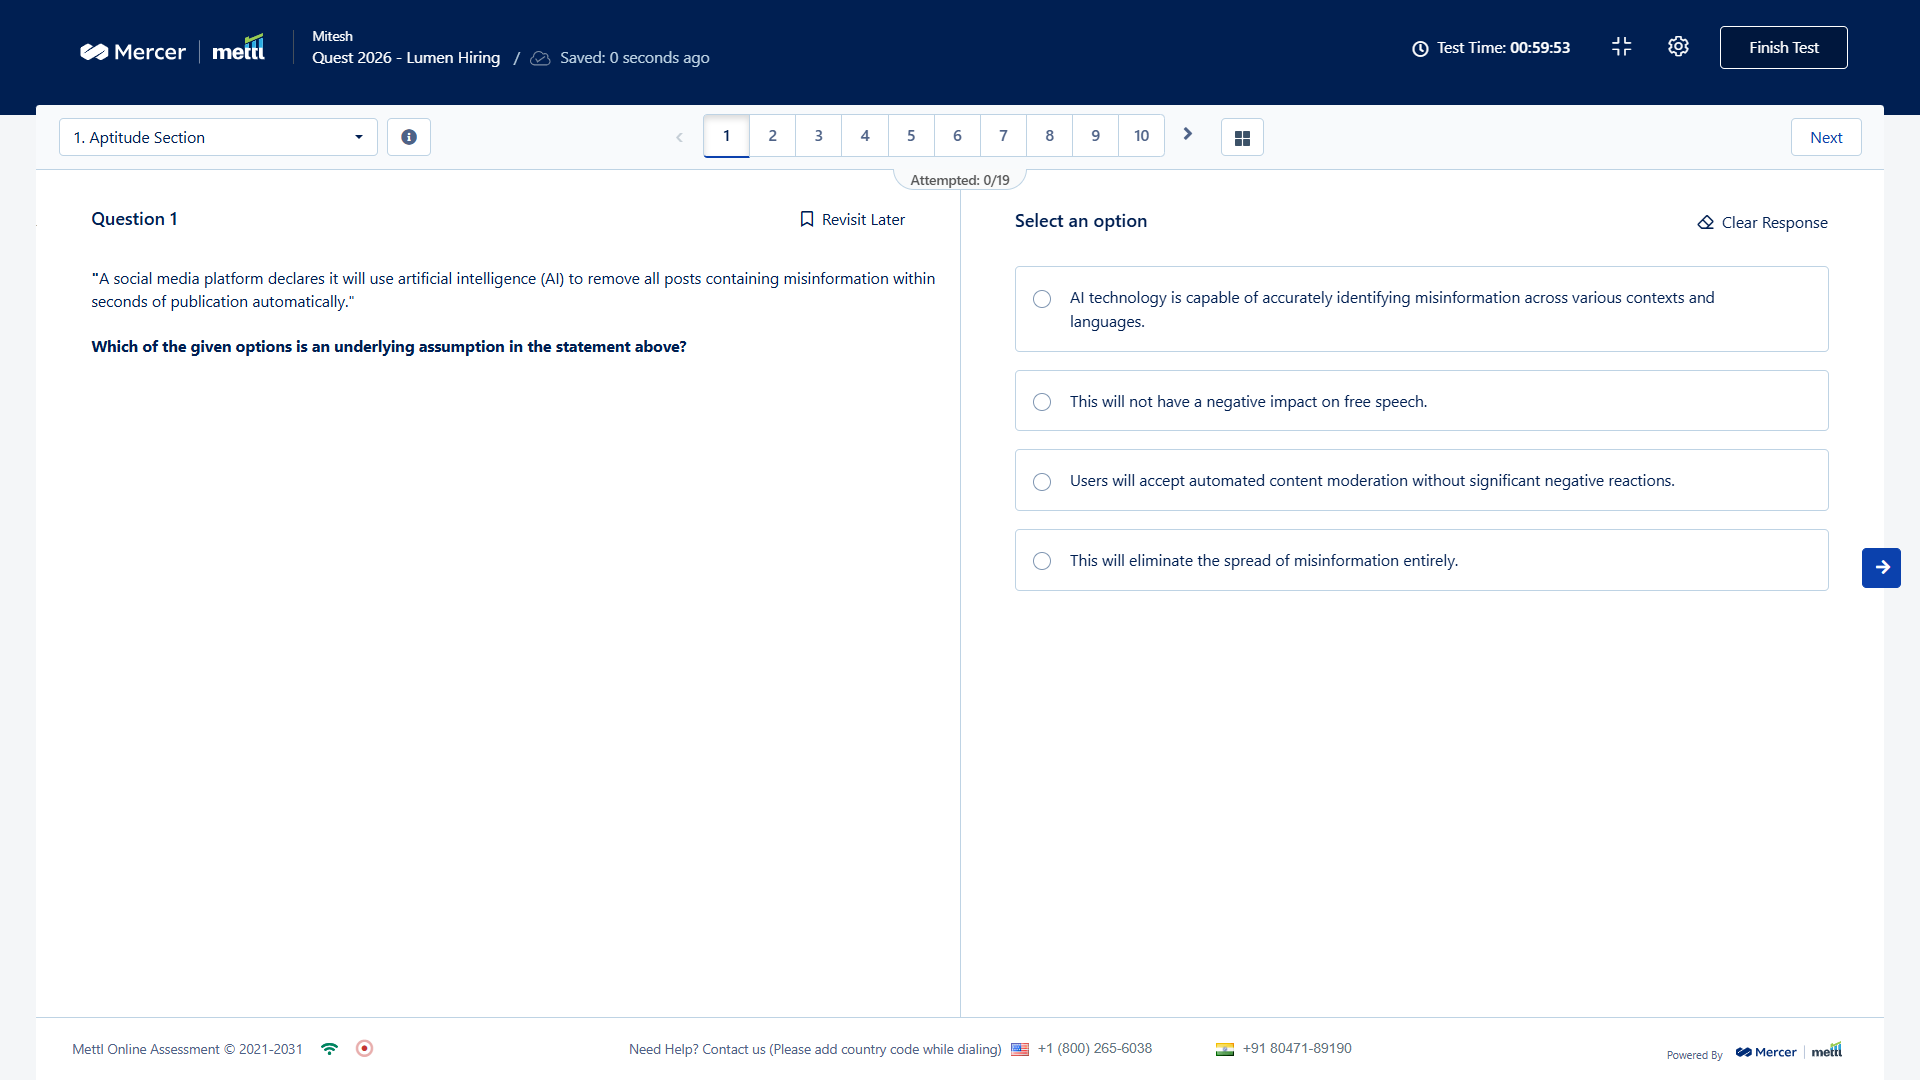 Mercer
mettl
Mitesh
Quest 2026 - Lumen Hiring / Saved: 0 seconds ago
Test Time: 00:59:53
Finish Test
1. Aptitude Section
1 2 3 4 5 6 7 8 9 10
Next
Attempted: 0/19
Question 1
Revisit Later
"A social media platform declares it will use artificial intelligence (AI) to remove all posts containing misinformation within
seconds of publication automatically."
Which of the given options is an underlying assumption in the statement above?
Select an option
Clear Response
AI technology is capable of accurately identifying misinformation across various contexts and
languages.
This will not have a negative impact on free speech.
Users will accept automated content moderation without significant negative reactions.
This will eliminate the spread of misinformation entirely.
Mettl Online Assessment © 2021-2031
Need Help? Contact us (Please add country code while dialing) +1 (800) 265-6038 +91 80471-89190
Powered By Mercer mettl